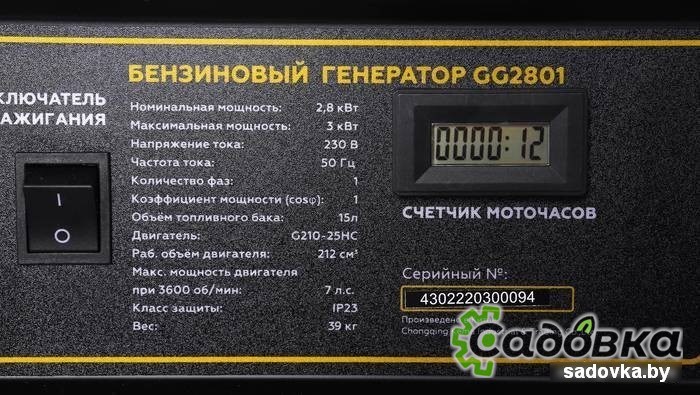 БЕНЗИНОВЫЙ ГЕНЕРАТОР GG2801
КЛЮЧАТЕЛЬ
АЖИГАНИЯ
I
O
Номинальная мощность: 2,8 кВт
Максимальная мощность: 3 кВт
Напряжение тока: 230 В
Частота тока: 50 Гц
Количество фаз: 1
Коэффициент мощности (cosφ): 1
Объём топливного бака: 15л
Двигатель: G210-25HC
Раб. объём двигателя: 212 см³
Макс. мощность двигателя
при 3600 об/мин: 7 л.с.
Класс защиты: IP23
Вес: 39 кг
0000:12
СЧЕТЧИК МОТОЧАСОВ
Серийный №:
4302220300094
Chongqing
Садовка
sadovka.by